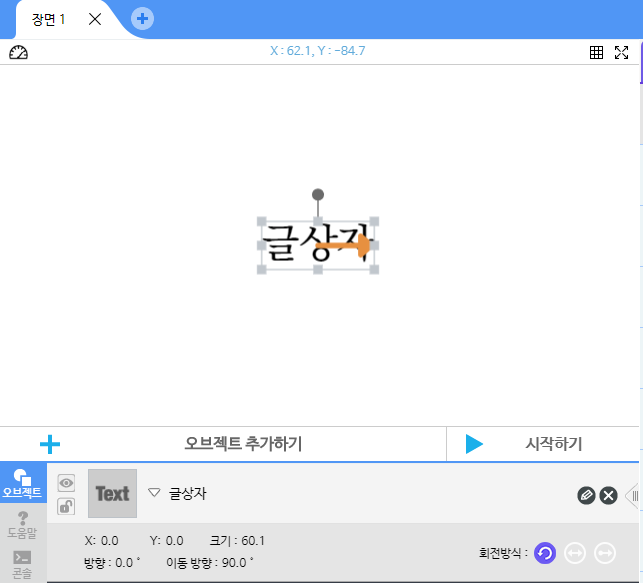 장면 1
X : 62.1, Y : -84.7
글상자
오브젝트 추가하기
시작하기
오브젝트
Text
글상자
도움말
X: 0.0 Y: 0.0 크기 : 60.1
회전방식 :
방향 : 0.0 ˚ 이동 방향 : 90.0 ˚
콘솔